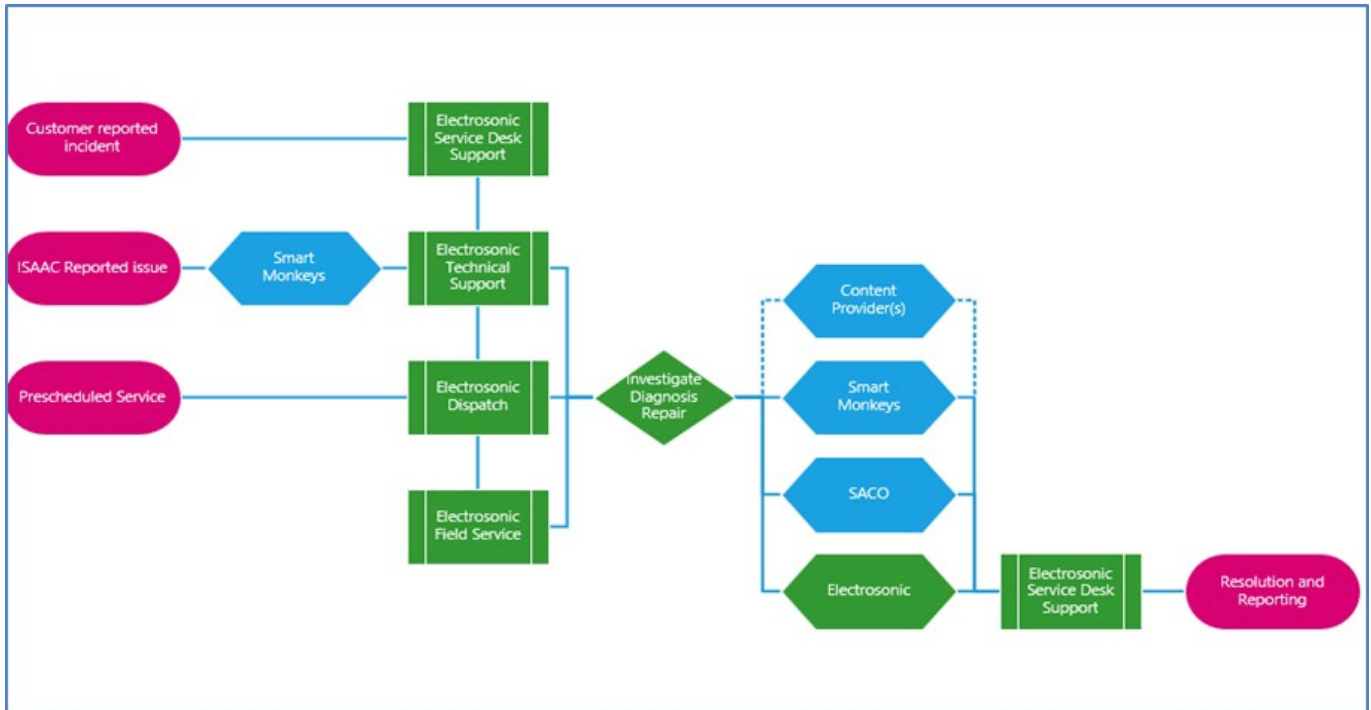 Customer reported
incident
Electrosonic
Service Desk
Support
ISAAC Reported issue
Smart
Monkeys
Electrosonic
Technical
Support
Prescheduled Service
Electrosonic
Dispatch
Electrosonic
Field Service
Investigate
Diagnosis
Repair
Content
Provider(s)
Smart
Monkeys
SACO
Electrosonic
Electrosonic
Service Desk
Support
Resolution and
Reporting